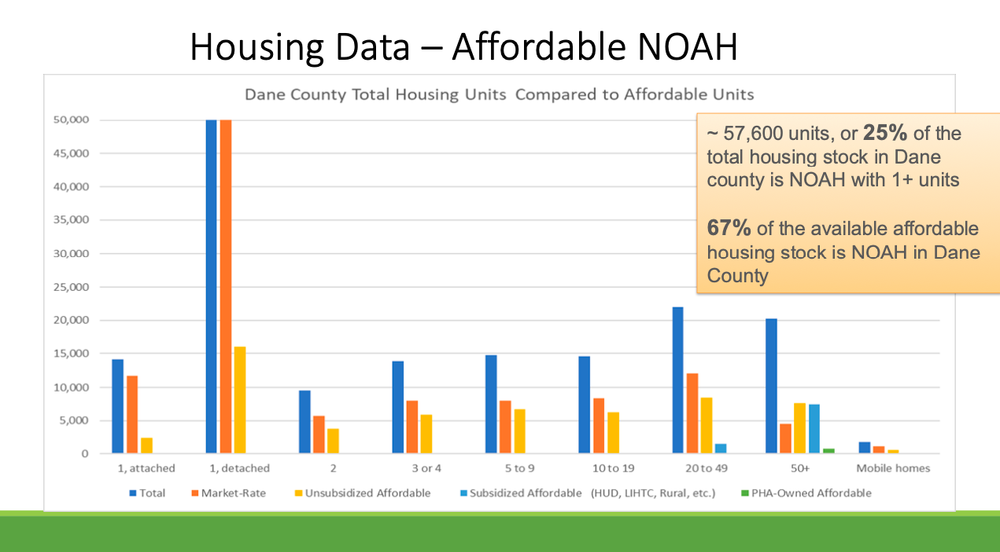 Housing Data – Affordable NOAH
Dane County Total Housing Units Compared to Affordable Units
~ 57,600 units, or 25% of the
total housing stock in Dane
county is NOAH with 1+ units
67% of the available affordable
housing stock is NOAH in Dane
County
50,000
45,000
40,000
35,000
30,000
25,000
20,000
15,000
10,000
5,000
0
1, attached 1, detached 2 3 or 4 5 to 9 10 to 19 20 to 49 50+ Mobile homes
Total Market-Rate Unsubsidized Affordable Subsidized Affordable (HUD, LIHTC, Rural, etc.) PHA-Owned Affordable